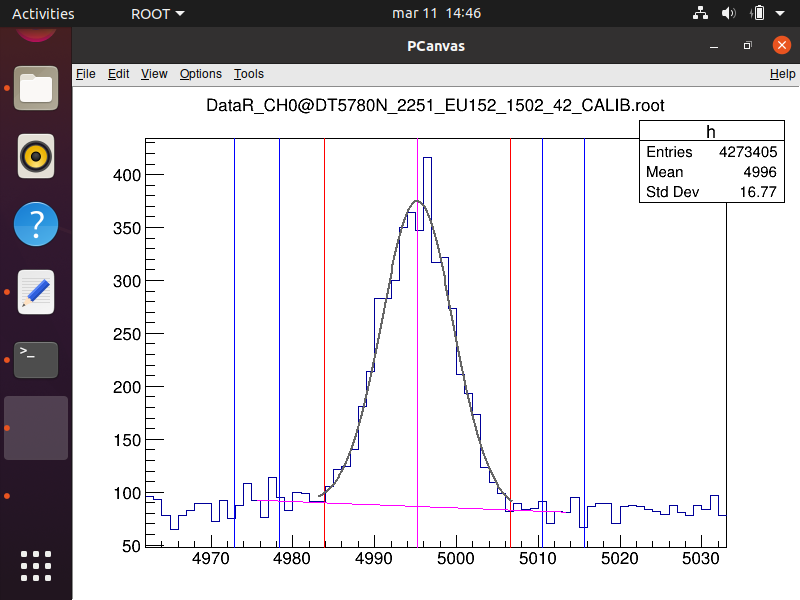 Activities ROOT mar 11 14:46
PCanvas
File Edit View Options Tools Help
DataR_CH0@DT5780N_2251_EU152_1502_42_CALIB.root
h
Entries 4273405
Mean 4996
Std Dev 16.77
400
350
300
250
200
150
100
50
4970 4980 4990 5000 5010 5020 5030
?
>_